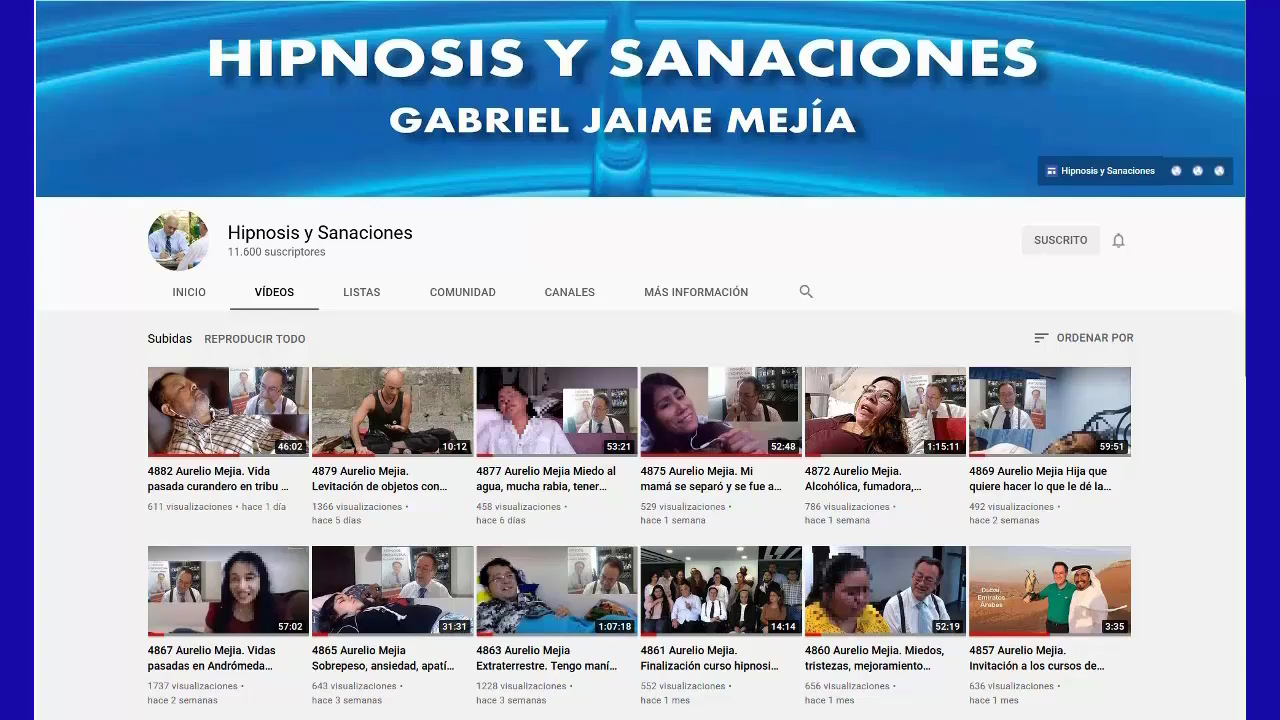 HIPNOSIS Y SANACIONES
GABRIEL JAIME MEJÍA
Hipnosis y Sanaciones
Hipnosis y Sanaciones
11.600 suscriptores
SUSCRITO
INICIO VÍDEOS LISTAS COMUNIDAD CANALES MÁS INFORMACIÓN
Subidas REPRODUCIR TODO ORDENAR POR
46:02 10:12 53:21 52:48 1:15:11 59:51
4882 Aurelio Mejia. Vida
pasada curandero en tribu ...
611 visualizaciones • hace 1 día
4879 Aurelio Mejia.
Levitación de objetos con...
1366 visualizaciones •
hace 5 días
4877 Aurelio Mejia Miedo al
agua, mucha rabia, tener...
458 visualizaciones •
hace 6 días
4875 Aurelio Mejia. Mi
mamá se separó y se fue a...
529 visualizaciones •
hace 1 semana
4872 Aurelio Mejia.
Alcohólica, fumadora,...
786 visualizaciones •
hace 1 semana
4869 Aurelio Mejia Hija que
quiere hacer lo que le dé la...
492 visualizaciones •
hace 2 semanas
Dubai,
Emiratos
Árabes
57:02 31:31 1:07:18 14:14 52:19 3:35
4867 Aurelio Mejia. Vidas
pasadas en Andrómeda...
1737 visualizaciones •
hace 2 semanas
4865 Aurelio Mejia
Sobrepeso, ansiedad, apatí...
643 visualizaciones •
hace 3 semanas
4863 Aurelio Mejia
Extraterrestre. Tengo maní...
1228 visualizaciones •
hace 3 semanas
4861 Aurelio Mejia.
Finalización curso hipnosi...
552 visualizaciones •
hace 1 mes
4860 Aurelio Mejia. Miedos,
tristezas, mejoramiento...
656 visualizaciones •
hace 1 mes
4857 Aurelio Mejia.
Invitación a los cursos de...
636 visualizaciones •
hace 1 mes